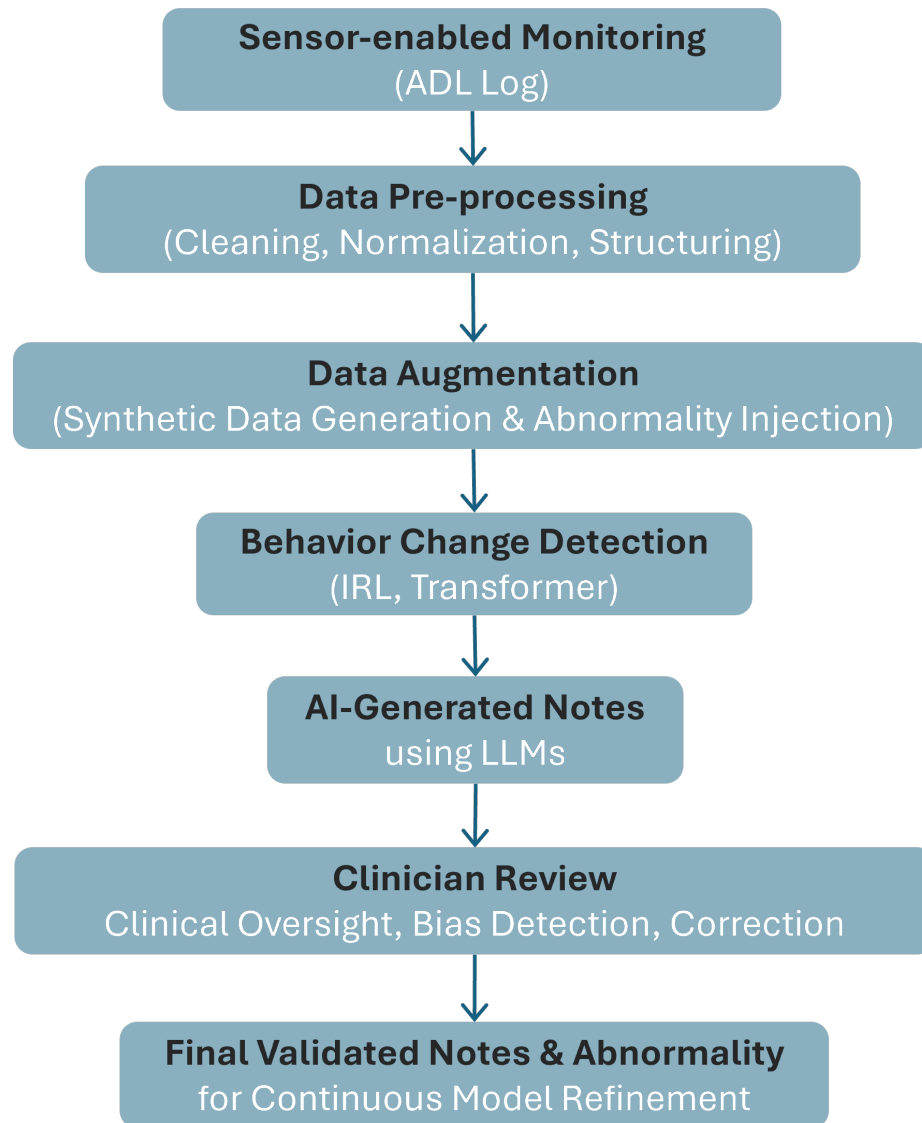 Sensor-enabled Monitoring
(ADL Log)
Data Pre-processing
(Cleaning, Normalization, Structuring)
Data Augmentation
(Synthetic Data Generation & Abnormality Injection)
Behavior Change Detection
(IRL, Transformer)
AI-Generated Notes
using LLMs
Clinician Review
Clinical Oversight, Bias Detection, Correction
Final Validated Notes & Abnormality
for Continuous Model Refinement